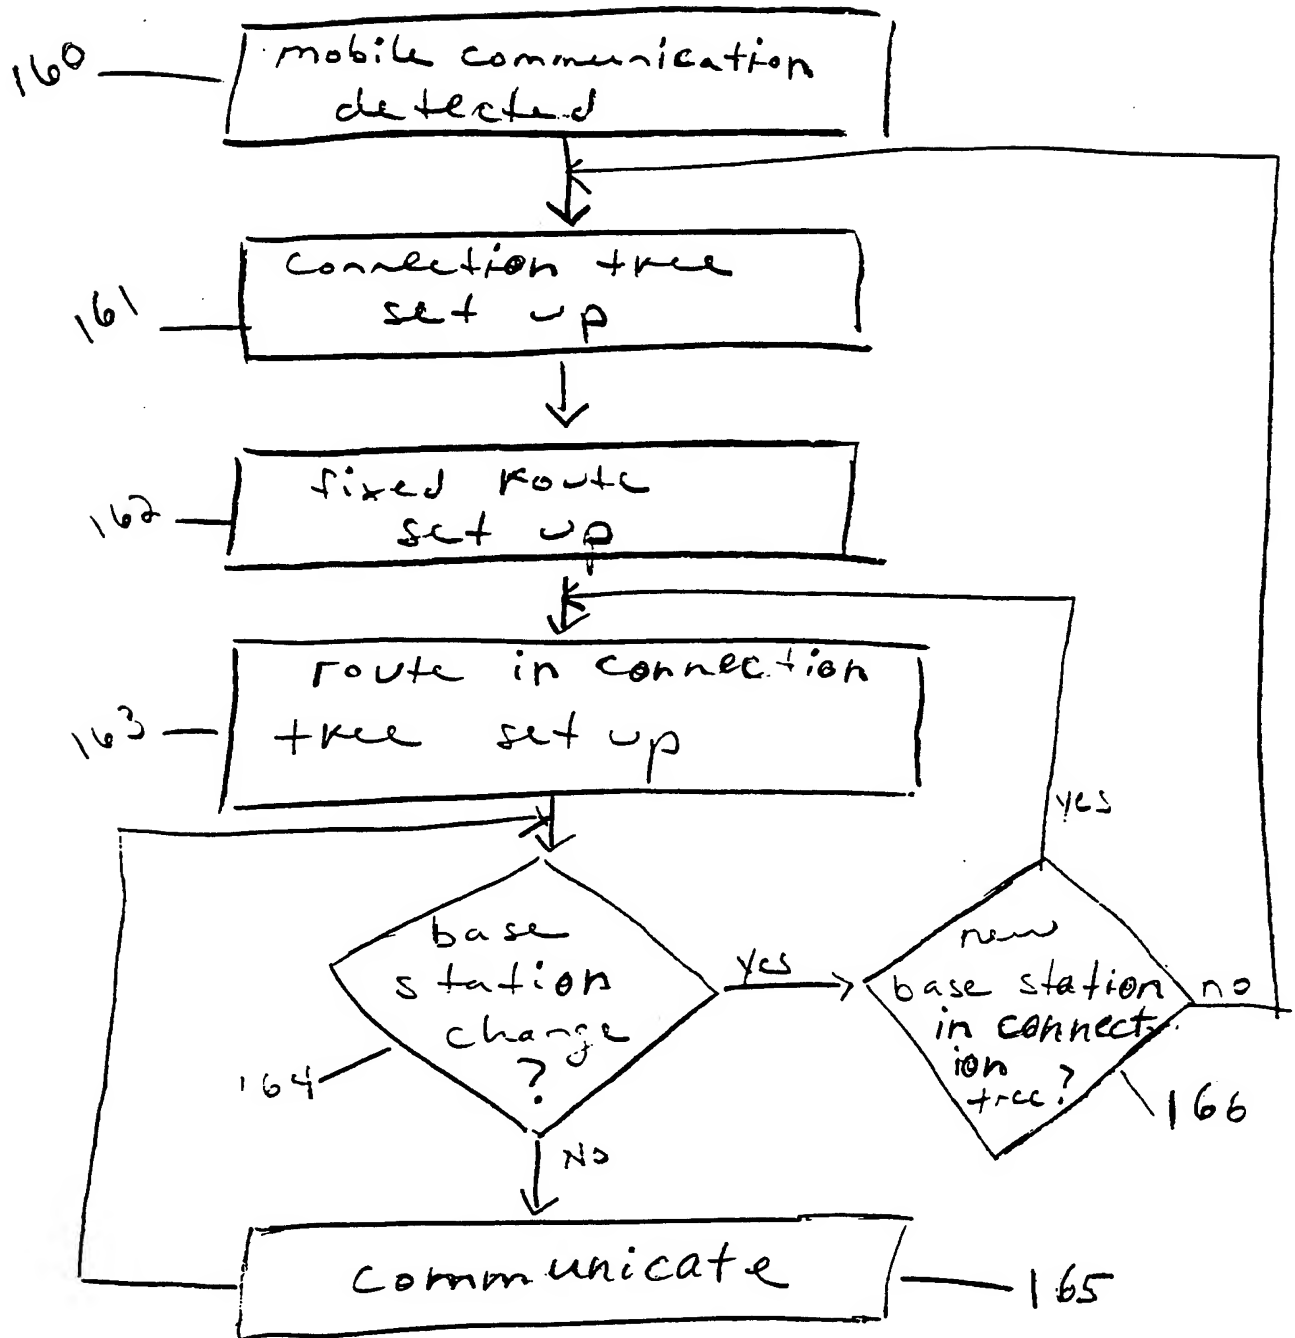 160
mobile communication
detected
161
connection tree
set up
162
fixed route
set up
163
route in connection
tree set up
yes
base
station
change
?
164
yes
new
base station
in connect-
ion
tree?
no
166
No
communicate
165